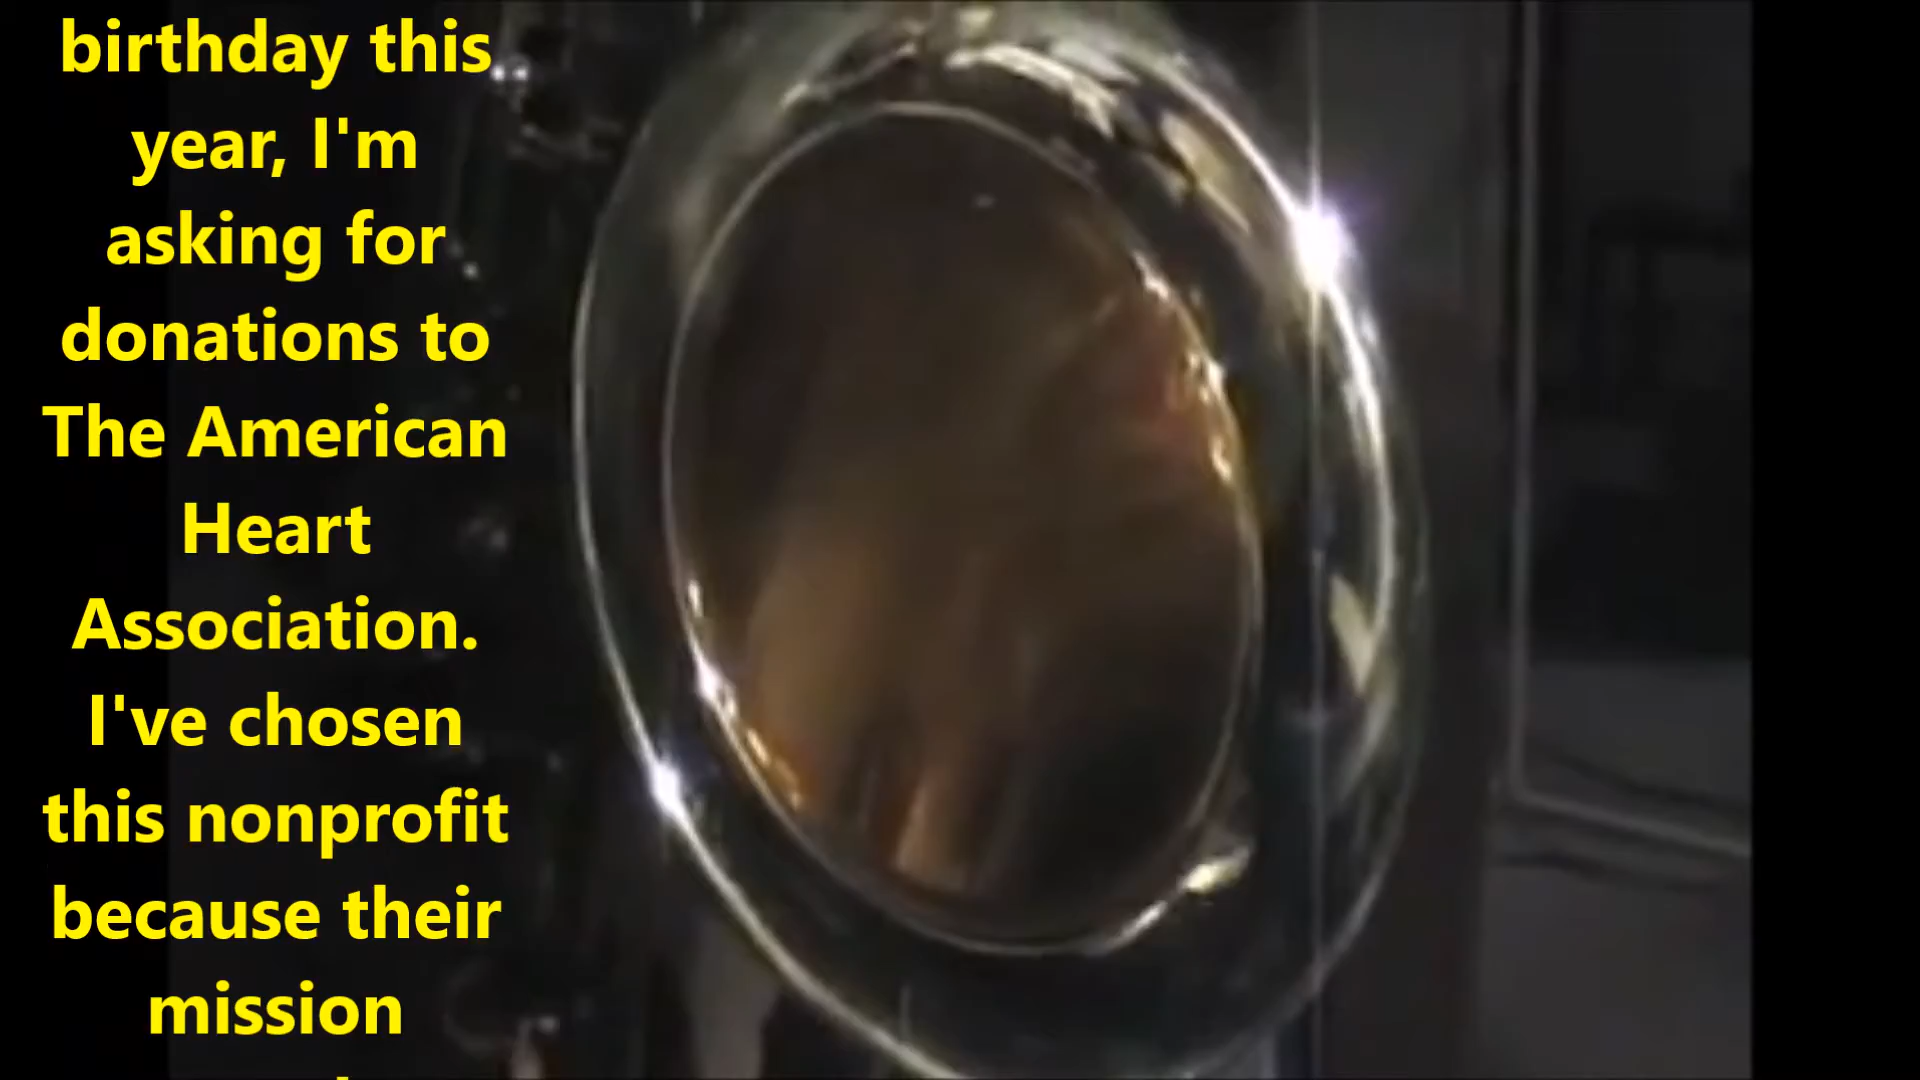 birthday this
year, I'm
asking for
donations to
The American
Heart
Association.
I've chosen
this nonprofit
because their
mission